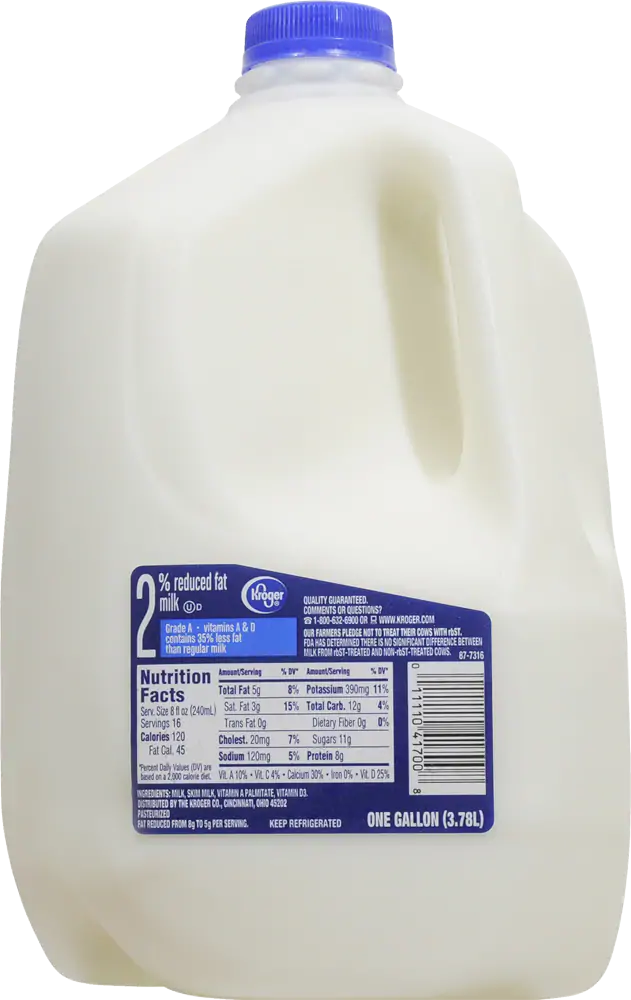 2
% reduced fat
milk ⓊD
Kroger®
Grade A • vitamins A & D
contains 35% less fat
than regular milk
QUALITY GUARANTEED.
COMMENTS OR QUESTIONS?
1-800-632-6900 OR WWW.KROGER.COM
OUR FARMERS PLEDGE NOT TO TREAT THEIR COWS WITH rbST.
FDA HAS DETERMINED THERE IS NO SIGNIFICANT DIFFERENCE BETWEEN
MILK FROM rbST-TREATED AND NON-rbST-TREATED COWS.
87-7316
Nutrition
Facts
Serv. Size 8 fl oz (240mL)
Servings 16
Calories 120
Fat Cal. 45
*Percent Daily Values (DV) are
based on a 2,000 calorie diet.
Amount/Serving % DV* Amount/Serving % DV*
Total Fat 5g 8% Potassium 390mg 11%
Sat. Fat 3g 15% Total Carb. 12g 4%
Trans Fat 0g Dietary Fiber 0g 0%
Cholest. 20mg 7% Sugars 11g
Sodium 120mg 5% Protein 8g
Vit. A 10% • Vit. C 4% • Calcium 30% • Iron 0% • Vit. D 25%
0 11110 41700 8
INGREDIENTS: MILK, SKIM MILK, VITAMIN A PALMITATE, VITAMIN D3.
DISTRIBUTED BY THE KROGER CO., CINCINNATI, OHIO 45202
PASTEURIZED
FAT REDUCED FROM 8g TO 5g PER SERVING. KEEP REFRIGERATED
ONE GALLON (3.78L)